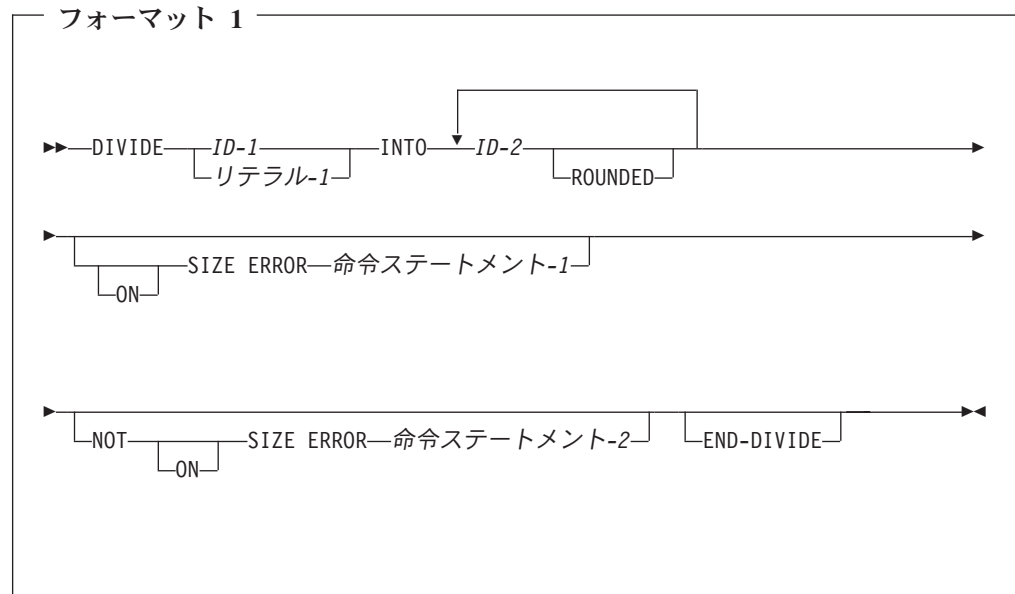 フォーマット 1
DIVIDE ID-1 INTO ID-2
リテラル-1 ROUNDED
SIZE ERROR 命令ステートメント-1
ON
NOT SIZE ERROR 命令ステートメント-2 END-DIVIDE
ON